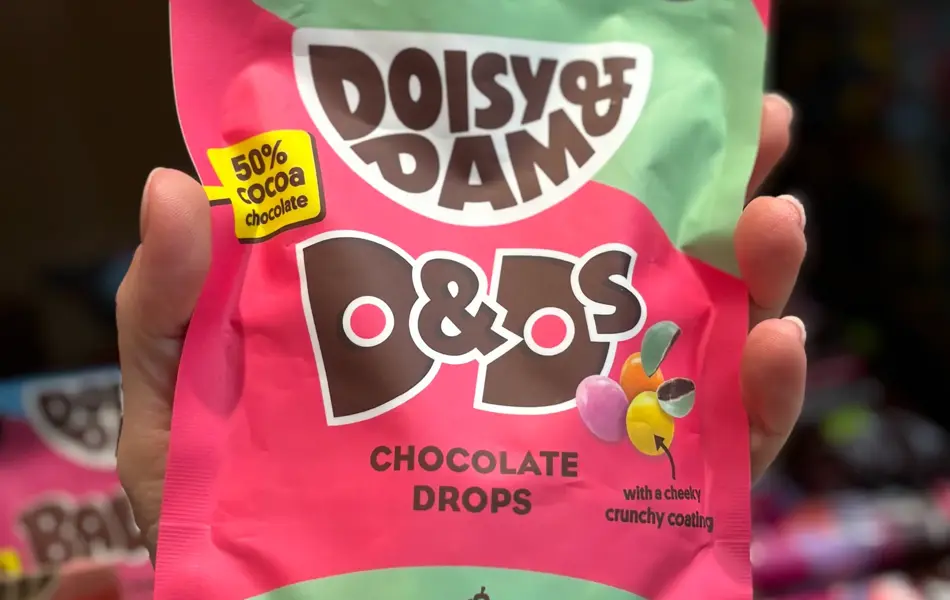 DOISY &
DAM
50%
cocoa
chocolate
D&DS
CHOCOLATE
DROPS
with a cheeky
crunchy coating